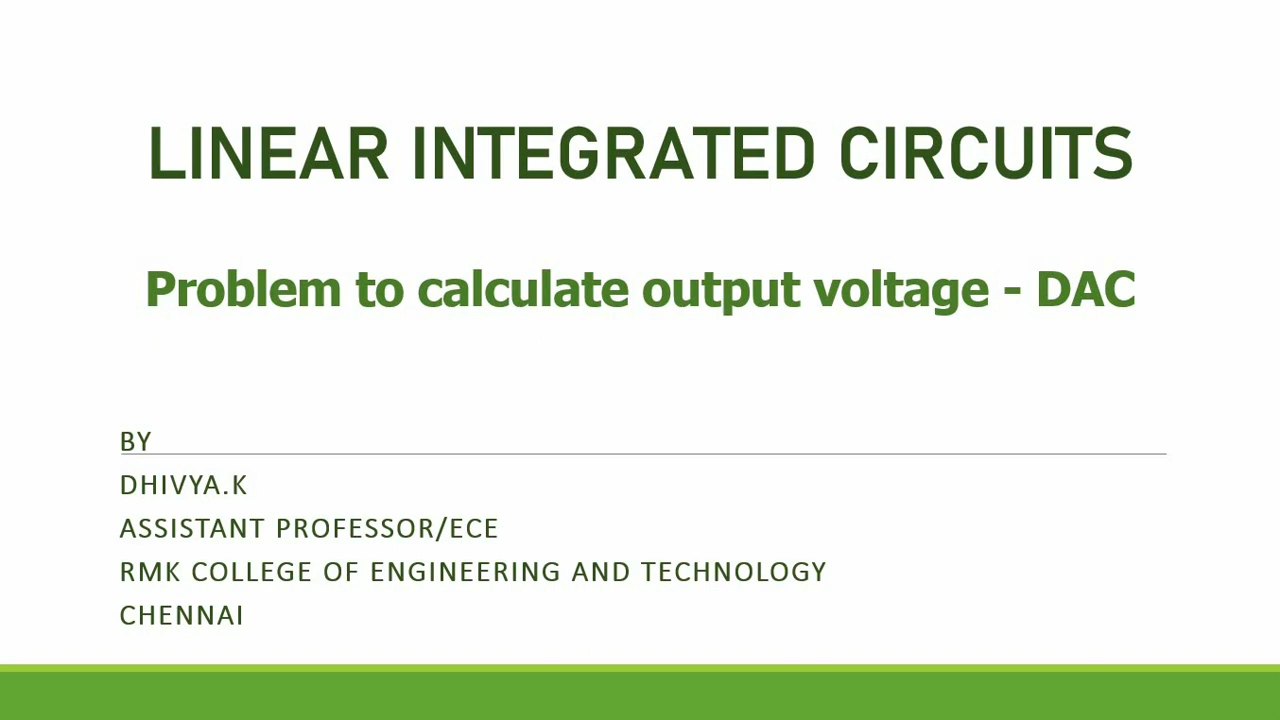 LINEAR INTEGRATED CIRCUITS
Problem to calculate output voltage - DAC
BY
DHIVYA.K
ASSISTANT PROFESSOR/ECE
RMK COLLEGE OF ENGINEERING AND TECHNOLOGY
CHENNAI